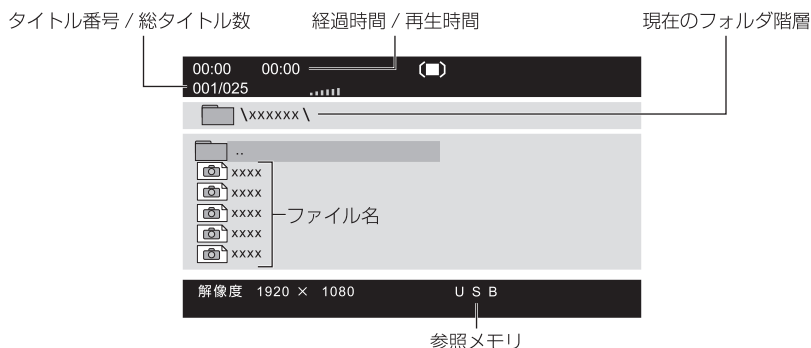 タイトル番号 / 総タイトル数
経過時間 / 再生時間
現在のフォルダ階層
00:00 00:00
001/025
\xxxxxx\
..
xxxx
xxxx
xxxx
xxxx
xxxx
ファイル名
解像度 1920 × 1080
USB
参照メモリ